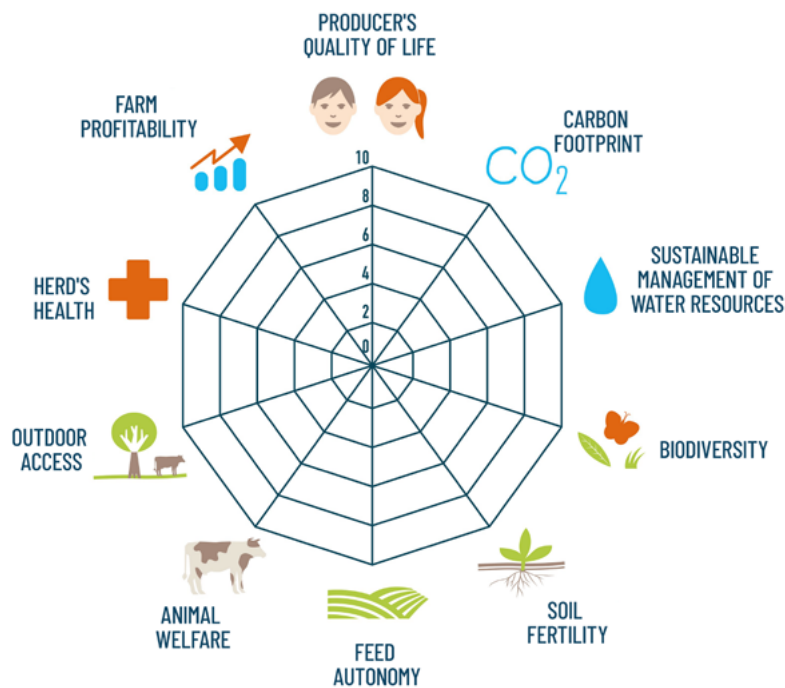 PRODUCER'S
QUALITY OF LIFE
FARM
PROFITABILITY
CARBON
FOOTPRINT
CO2
10
8
6
4
2
0
HERD'S
HEALTH
SUSTAINABLE
MANAGEMENT OF
WATER RESOURCES
OUTDOOR
ACCESS
BIODIVERSITY
ANIMAL
WELFARE
SOIL
FERTILITY
FEED
AUTONOMY